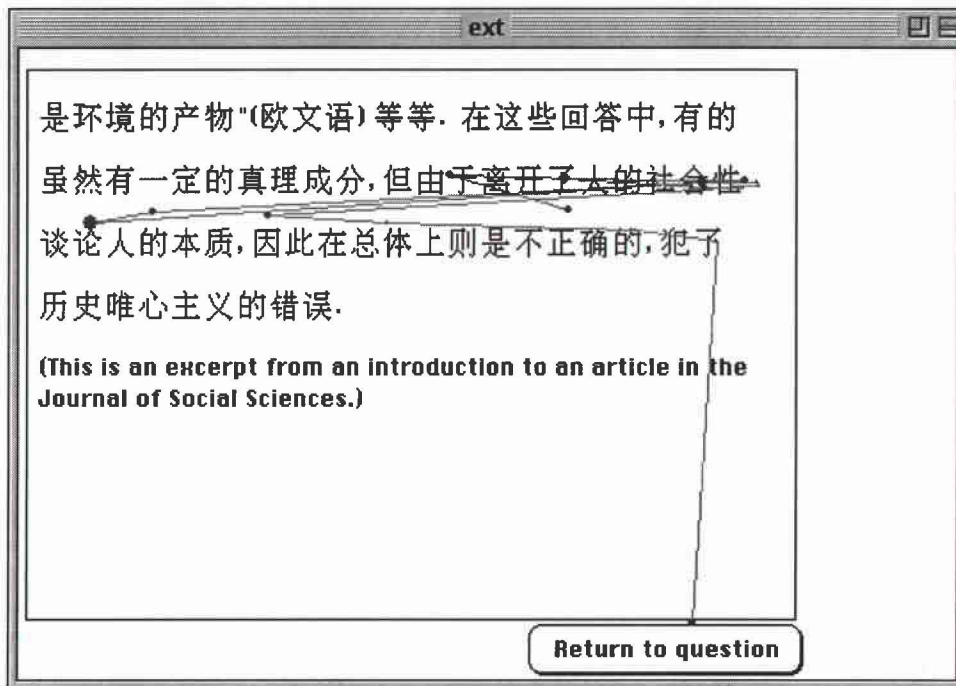 ext
是环境的产物"(欧文语) 等等. 在这些回答中, 有的
虽然有一定的真理成分, 但由于离开了人的社会性
谈论人的本质, 因此在总体上则是不正确的, 犯了
历史唯心主义的错误.
(This is an excerpt from an introduction to an article in the
Journal of Social Sciences.)
Return to question